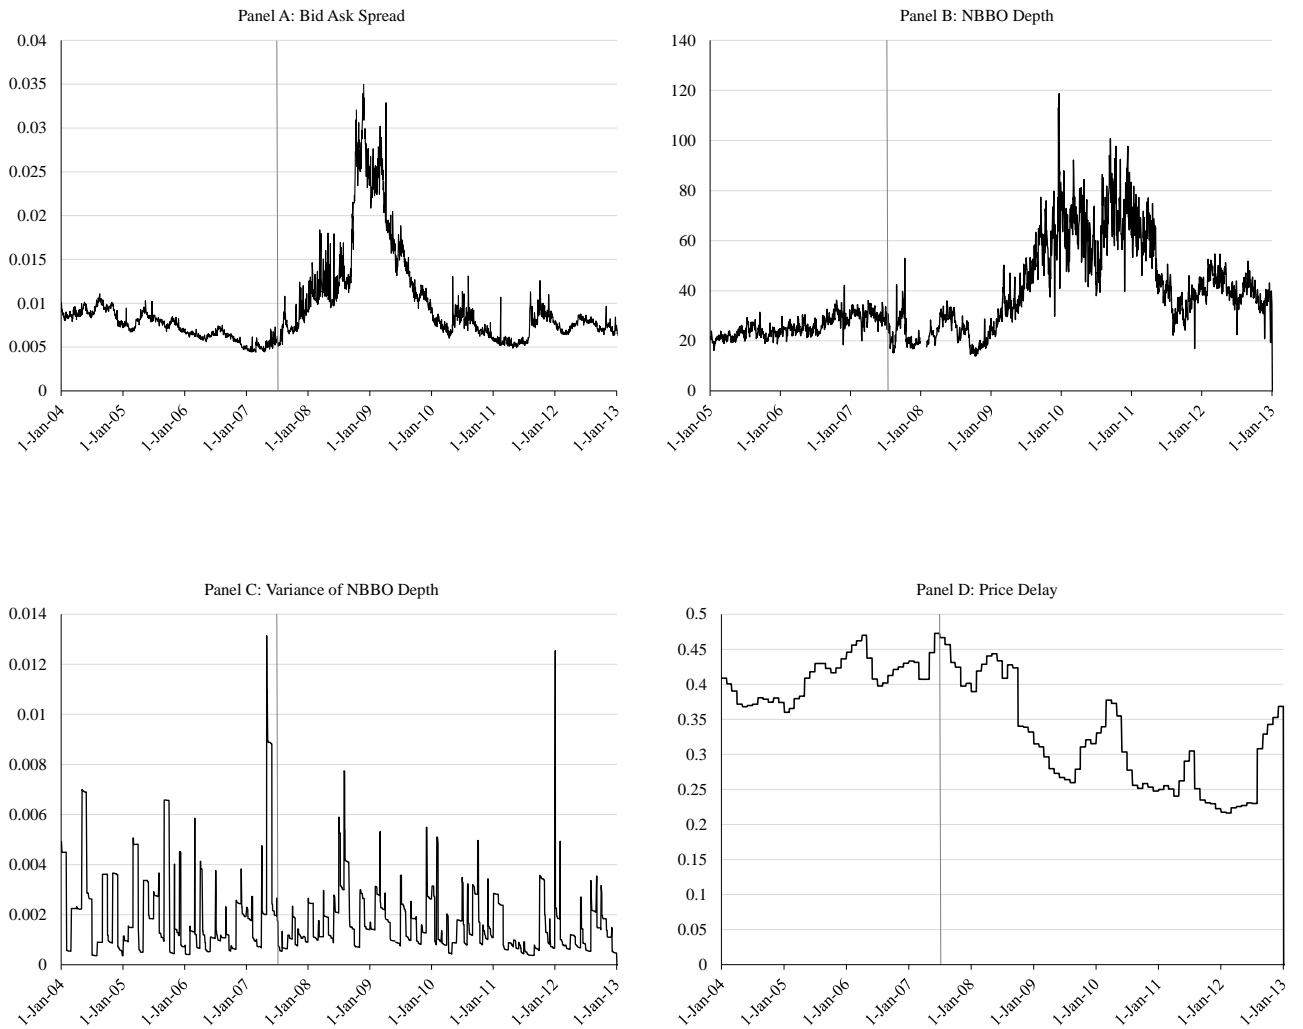 Panel A: Bid Ask Spread
0.04
0.035
0.03
0.025
0.02
0.015
0.01
0.005
0
1-Jan-04
1-Jan-05
1-Jan-06
1-Jan-07
1-Jan-08
1-Jan-09
1-Jan-10
1-Jan-11
1-Jan-12
1-Jan-13
Panel B: NBBO Depth
140
120
100
80
60
40
20
0
1-Jan-05
1-Jan-06
1-Jan-07
1-Jan-08
1-Jan-09
1-Jan-10
1-Jan-11
1-Jan-12
1-Jan-13
Panel C: Variance of NBBO Depth
0.014
0.012
0.01
0.008
0.006
0.004
0.002
0
1-Jan-04
1-Jan-05
1-Jan-06
1-Jan-07
1-Jan-08
1-Jan-09
1-Jan-10
1-Jan-11
1-Jan-12
1-Jan-13
Panel D: Price Delay
0.5
0.45
0.4
0.35
0.3
0.25
0.2
0.15
0.1
0.05
0
1-Jan-04
1-Jan-05
1-Jan-06
1-Jan-07
1-Jan-08
1-Jan-09
1-Jan-10
1-Jan-11
1-Jan-12
1-Jan-13